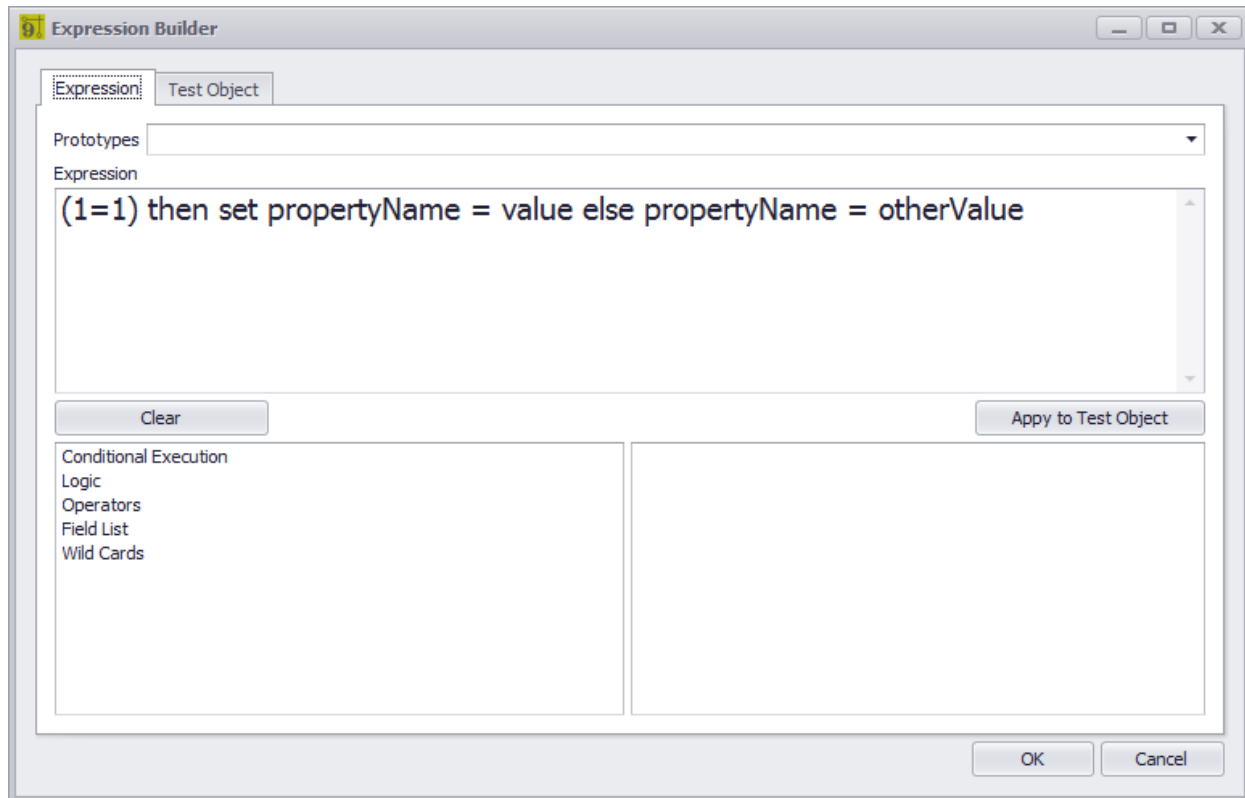 Expression Builder
Expression
Test Object
Prototypes
Expression
(1=1) then set propertyName = value else propertyName = otherValue
Clear
Appy to Test Object
Conditional Execution
Logic
Operators
Field List
Wild Cards
OK
Cancel